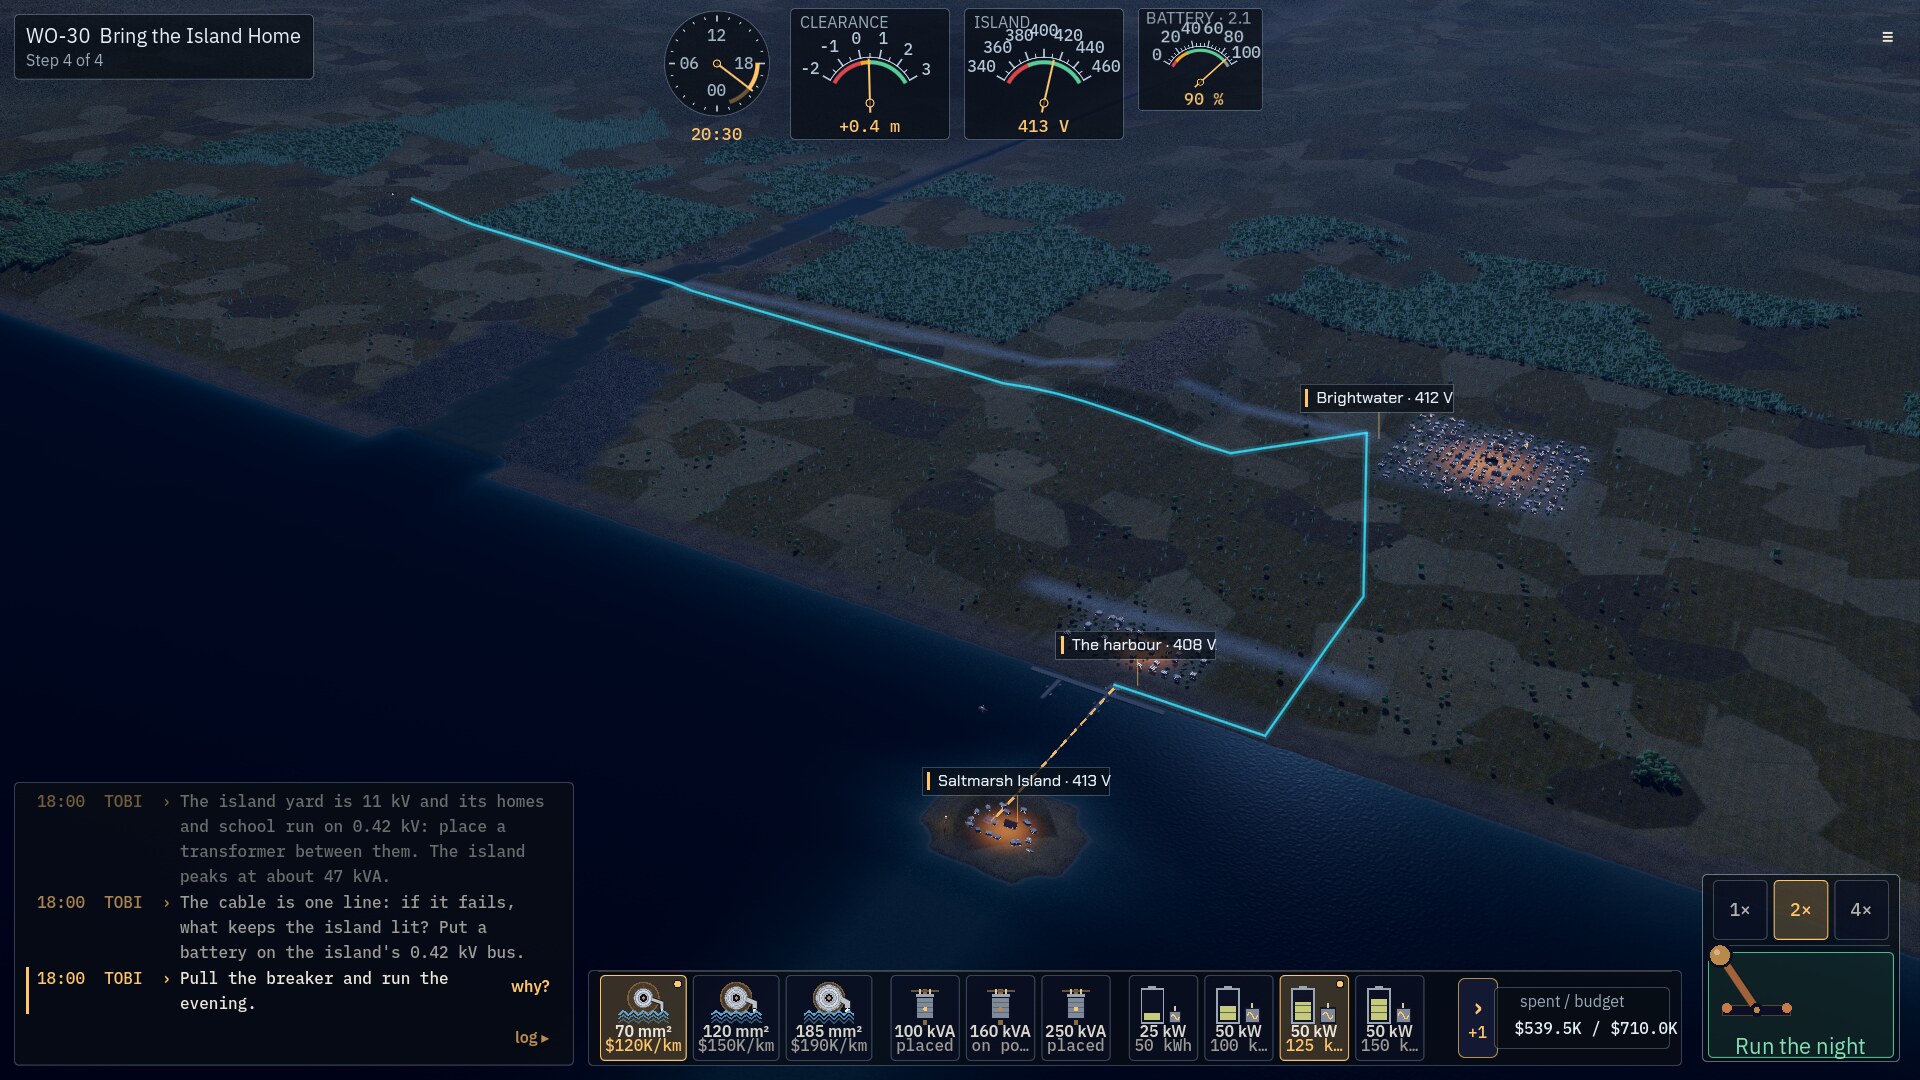 WO-30 Bring the Island Home
Step 4 of 4
12
06
18
00
20:30
CLEARANCE
-2 -1 0 1 2 3
+0.4 m
ISLAND
340 360 380 400 420 440 460
413 V
BATTERY · 2.1
0 20 40 60 80 100
90 %
≡
Brightwater · 412 V
The harbour · 408 V
Saltmarsh Island · 413 V
18:00 TOBI › The island yard is 11 kV and its homes
and school run on 0.42 kV: place a
transformer between them. The island
peaks at about 47 kVA.
18:00 TOBI › The cable is one line: if it fails,
what keeps the island lit? Put a
battery on the island's 0.42 kV bus.
18:00 TOBI › Pull the breaker and run the
evening.
why?
log ▸
70 mm²
$120K/km
120 mm²
$150K/km
185 mm²
$190K/km
100 kVA
placed
160 kVA
on po…
250 kVA
placed
25 kW
50 kWh
50 kW
100 k…
50 kW
125 k…
50 kW
150 k…
›
+1
spent / budget
$539.5K / $710.0K
1×
2×
4×
Run the night